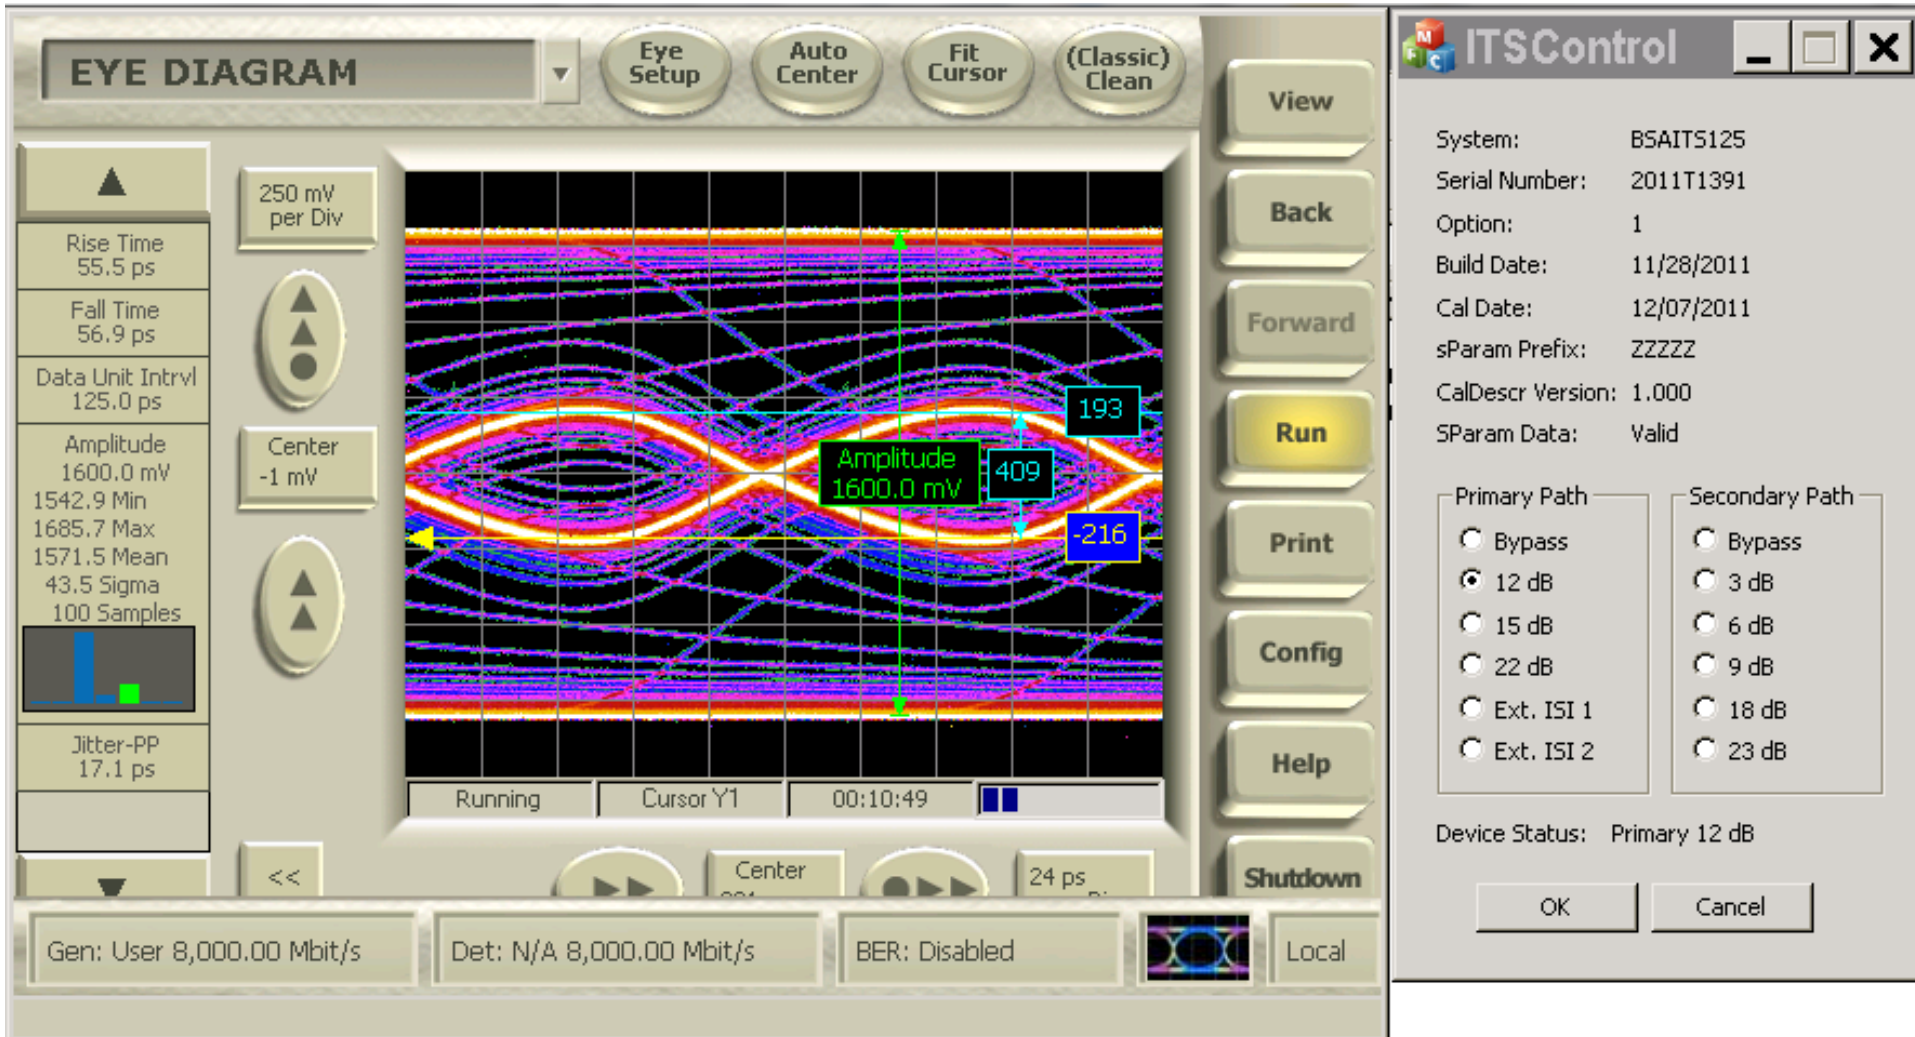 EYE DIAGRAM
Eye
Setup
Auto
Center
Fit
Cursor
(Classic)
Clean
Rise Time
55.5 ps
Fall Time
56.9 ps
Data Unit Intrvl
125.0 ps
Amplitude
1600.0 mV
1542.9 Min
1685.7 Max
1571.5 Mean
43.5 Sigma
100 Samples
Jitter-PP
17.1 ps
250 mV
per Div
Center
-1 mV
<<
193
Amplitude
1600.0 mV
409
-216
Running
Cursor Y1
00:10:49
Center
24 ps
View
Back
Forward
Run
Print
Config
Help
Shutdown
Gen: User 8,000.00 Mbit/s
Det: N/A 8,000.00 Mbit/s
BER: Disabled
Local
ITSControl
System: BSAITS125
Serial Number: 2011T1391
Option: 1
Build Date: 11/28/2011
Cal Date: 12/07/2011
sParam Prefix: ZZZZZ
CalDescr Version: 1.000
SParam Data: Valid
Primary Path
Bypass
12 dB
15 dB
22 dB
Ext. ISI 1
Ext. ISI 2
Secondary Path
Bypass
3 dB
6 dB
9 dB
18 dB
23 dB
Device Status: Primary 12 dB
OK
Cancel